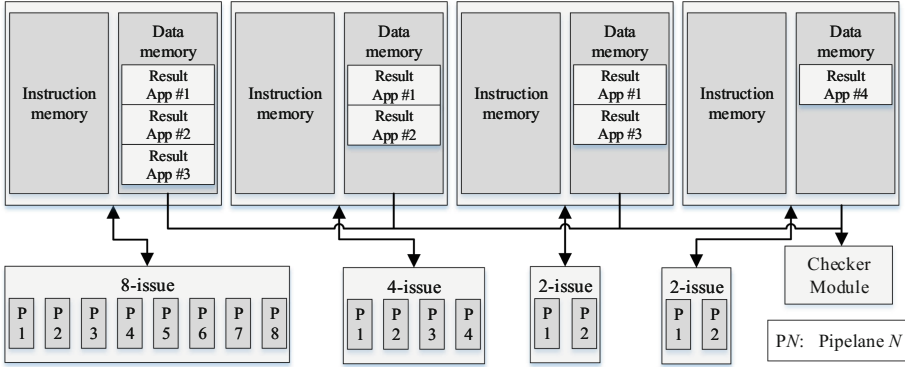 Instruction
memory
Data
memory
Result
App #1
Result
App #2
Result
App #3
Instruction
memory
Data
memory
Result
App #1
Result
App #2
Instruction
memory
Data
memory
Result
App #1
Result
App #3
Instruction
memory
Data
memory
Result
App #4
8-issue
P P P P P P P P
1 2 3 4 5 6 7 8
4-issue
P P P P
1 2 3 4
2-issue
P P
1 2
2-issue
P P
1 2
Checker
Module
PN: Pipelane N